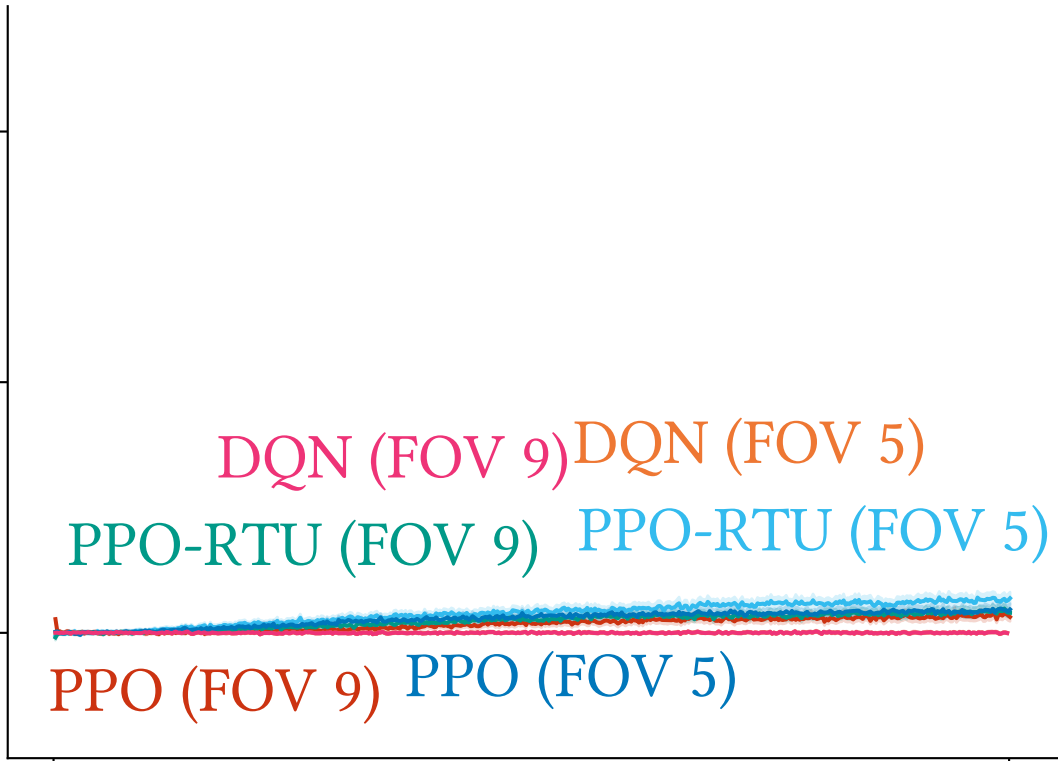 DQN (FOV 9) DQN (FOV 5)
PPO-RTU (FOV 9) PPO-RTU (FOV 5)
PPO (FOV 9) PPO (FOV 5)